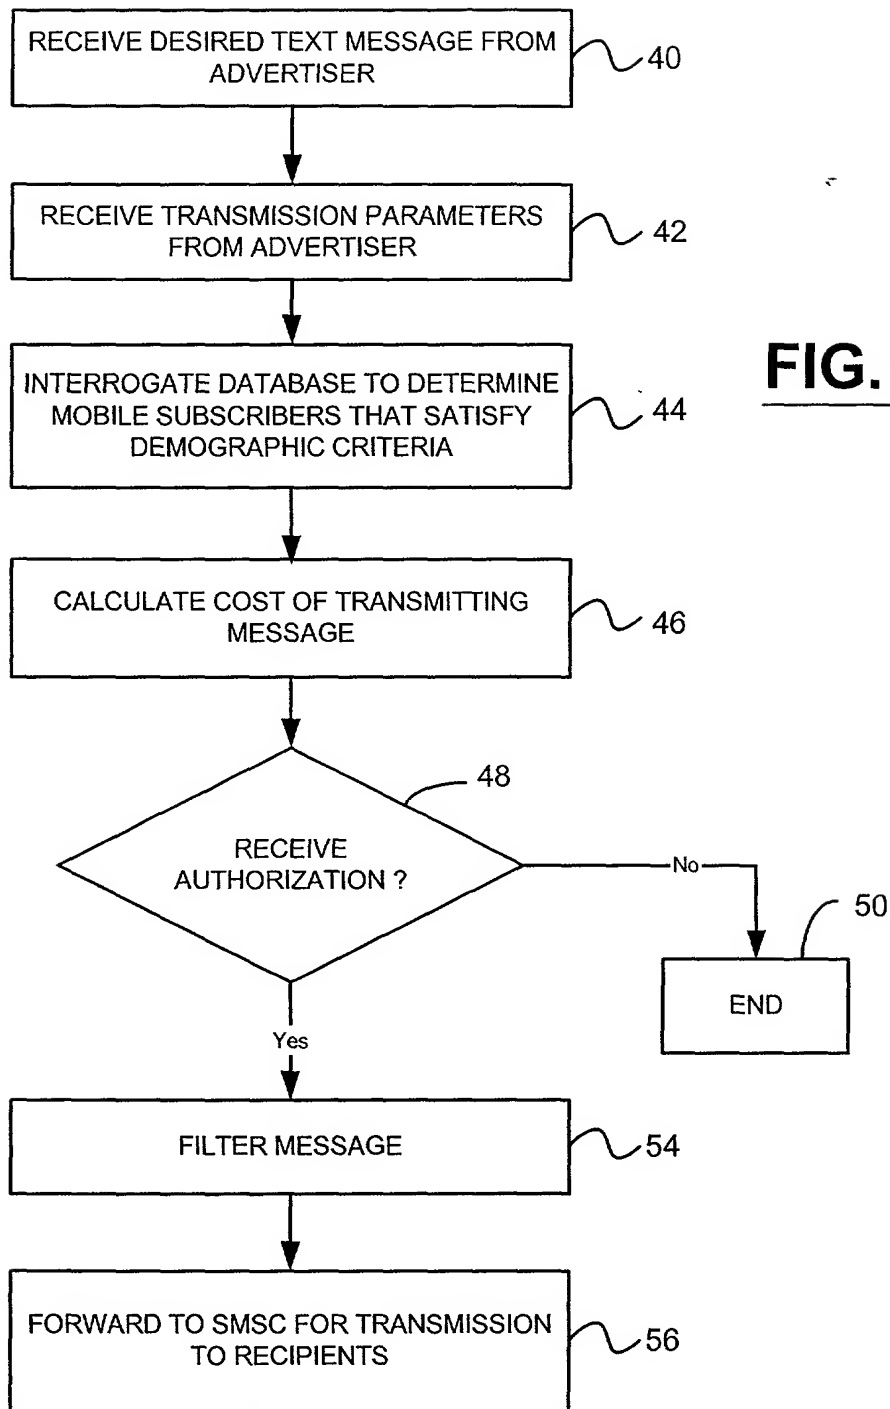 RECEIVE DESIRED TEXT MESSAGE FROM
ADVERTISER
40
RECEIVE TRANSMISSION PARAMETERS
FROM ADVERTISER
42
FIG.
INTERROGATE DATABASE TO DETERMINE
MOBILE SUBSCRIBERS THAT SATISFY
DEMOGRAPHIC CRITERIA
44
CALCULATE COST OF TRANSMITTING
MESSAGE
46
48
RECEIVE
AUTHORIZATION ?
No
50
END
Yes
FILTER MESSAGE
54
FORWARD TO SMSC FOR TRANSMISSION
TO RECIPIENTS
56